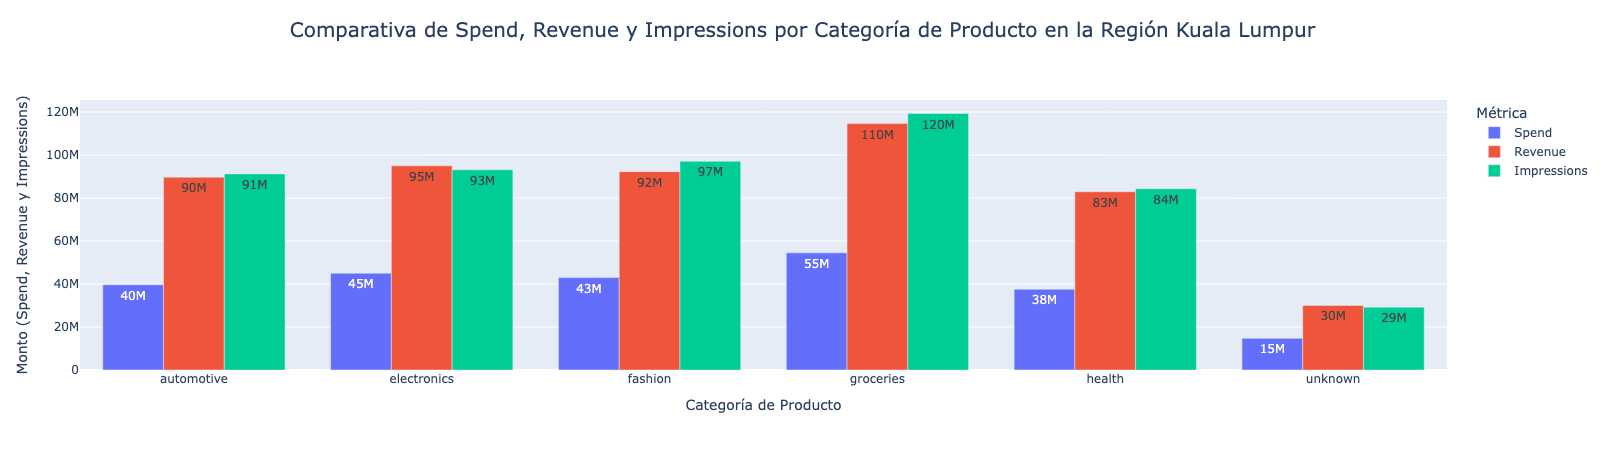 Comparativa de Spend, Revenue y Impressions por Categoría de Producto en la Región Kuala Lumpur
Monto (Spend, Revenue y Impressions)
120M
100M
80M
60M
40M
20M
0
40M
90M
91M
45M
95M
93M
43M
92M
97M
55M
110M
120M
38M
83M
84M
15M
30M
29M
automotive
electronics
fashion
groceries
health
unknown
Categoría de Producto
Métrica
Spend
Revenue
Impressions